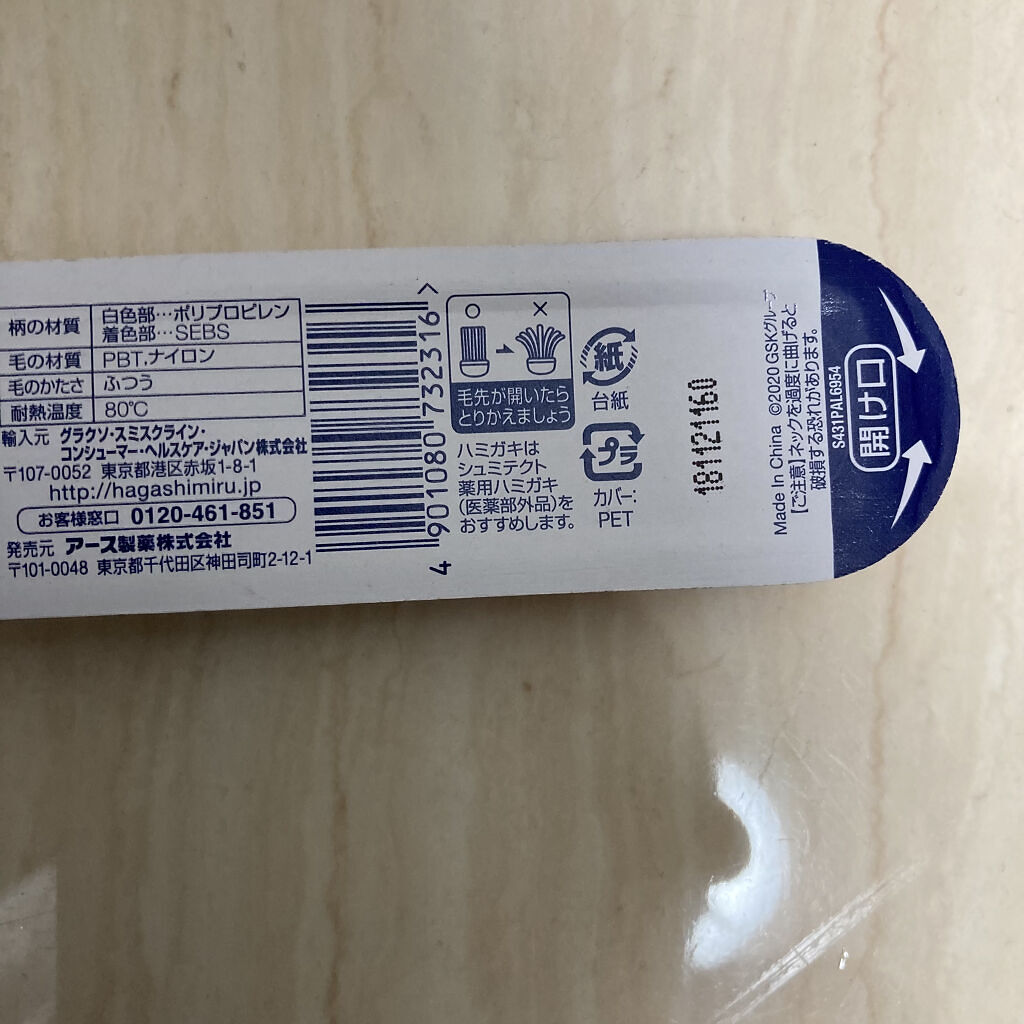 柄の材質 白色部…ポリプロピレン
着色部…SEBS
毛の材質 PBT.ナイロン
毛のかたさ ふつう
耐熱温度 80℃
輸入元 グラクソ・スミスクライン・
コンシューマー・ヘルスケア・ジャパン株式会社
〒107-0052 東京都港区赤坂1-8-1
http://hagashimiru.jp
お客様窓口 0120-461-851
発売元 アース製薬株式会社
〒101-0048 東京都千代田区神田司町2-12-1
4 901080 732316 >
○ ×
毛先が開いたら
とりかえましょう
ハミガキは
シュミテクト
薬用ハミガキ
(医薬部外品)を
おすすめします。
紙
台紙
プラ
カバー:
PET
181121160
Made In China ©2020 GSKグループ
【ご注意】ネックを過度に曲げると
破損する恐れがあります。
S431PAL6954
開け口